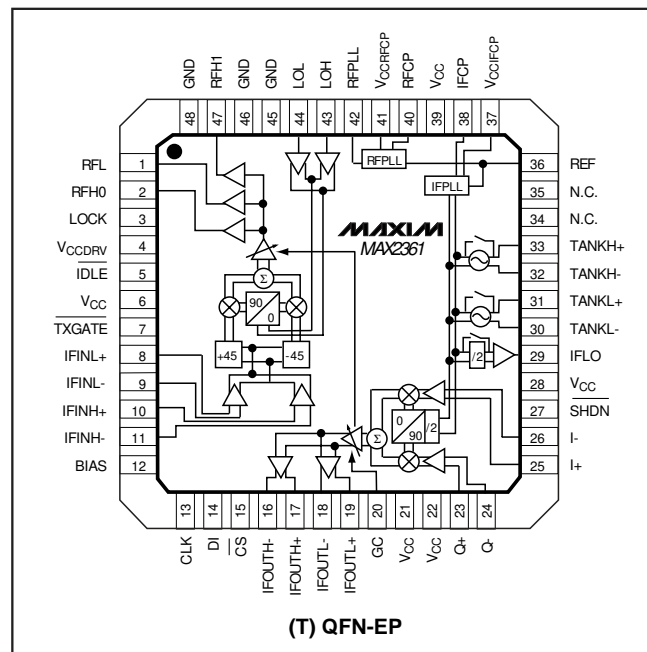 GND
RFH1
GND
GND
LOL
LOH
RFPLL
VCCRFCP
RFCP
VCC
IFCP
VCCIFCP
48 47 46 45 44 43 42 41 40 39 38 37
RFL 1
RFH0 2
LOCK 3
VCCDRV 4
IDLE 5
VCC 6
TXGATE 7
IFINL+ 8
IFINL- 9
IFINH+ 10
IFINH- 11
BIAS 12
RFPLL
IFPLL
MAXIM
MAX2361
Σ
90
0
+45
-45
/2
Σ
0
90
/2
36 REF
35 N.C.
34 N.C.
33 TANKH+
32 TANKH-
31 TANKL+
30 TANKL-
29 IFLO
28 VCC
27 SHDN
26 I-
25 I+
13 14 15 16 17 18 19 20 21 22 23 24
CLK
DI
CS
IFOUTH-
IFOUTH+
IFOUTL-
IFOUTL+
GC
VCC
VCC
Q+
Q-
(T) QFN-EP